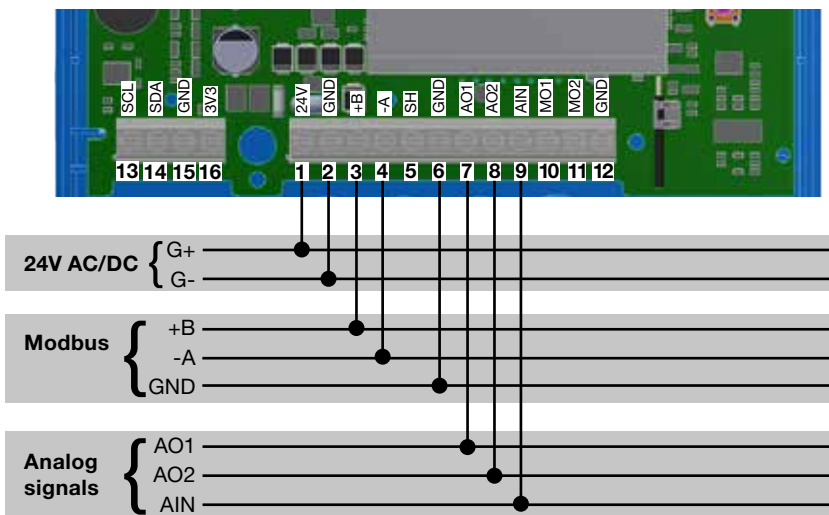 SCL SDA GND 3V3 24V GND +B -A SH GND AO1 AO2 AIN MO1 MO2 GND
13 14 15 16 1 2 3 4 5 6 7 8 9 10 11 12
24V AC/DC { G+
G-
Modbus { +B
-A
GND
Analog signals { AO1
AO2
AIN